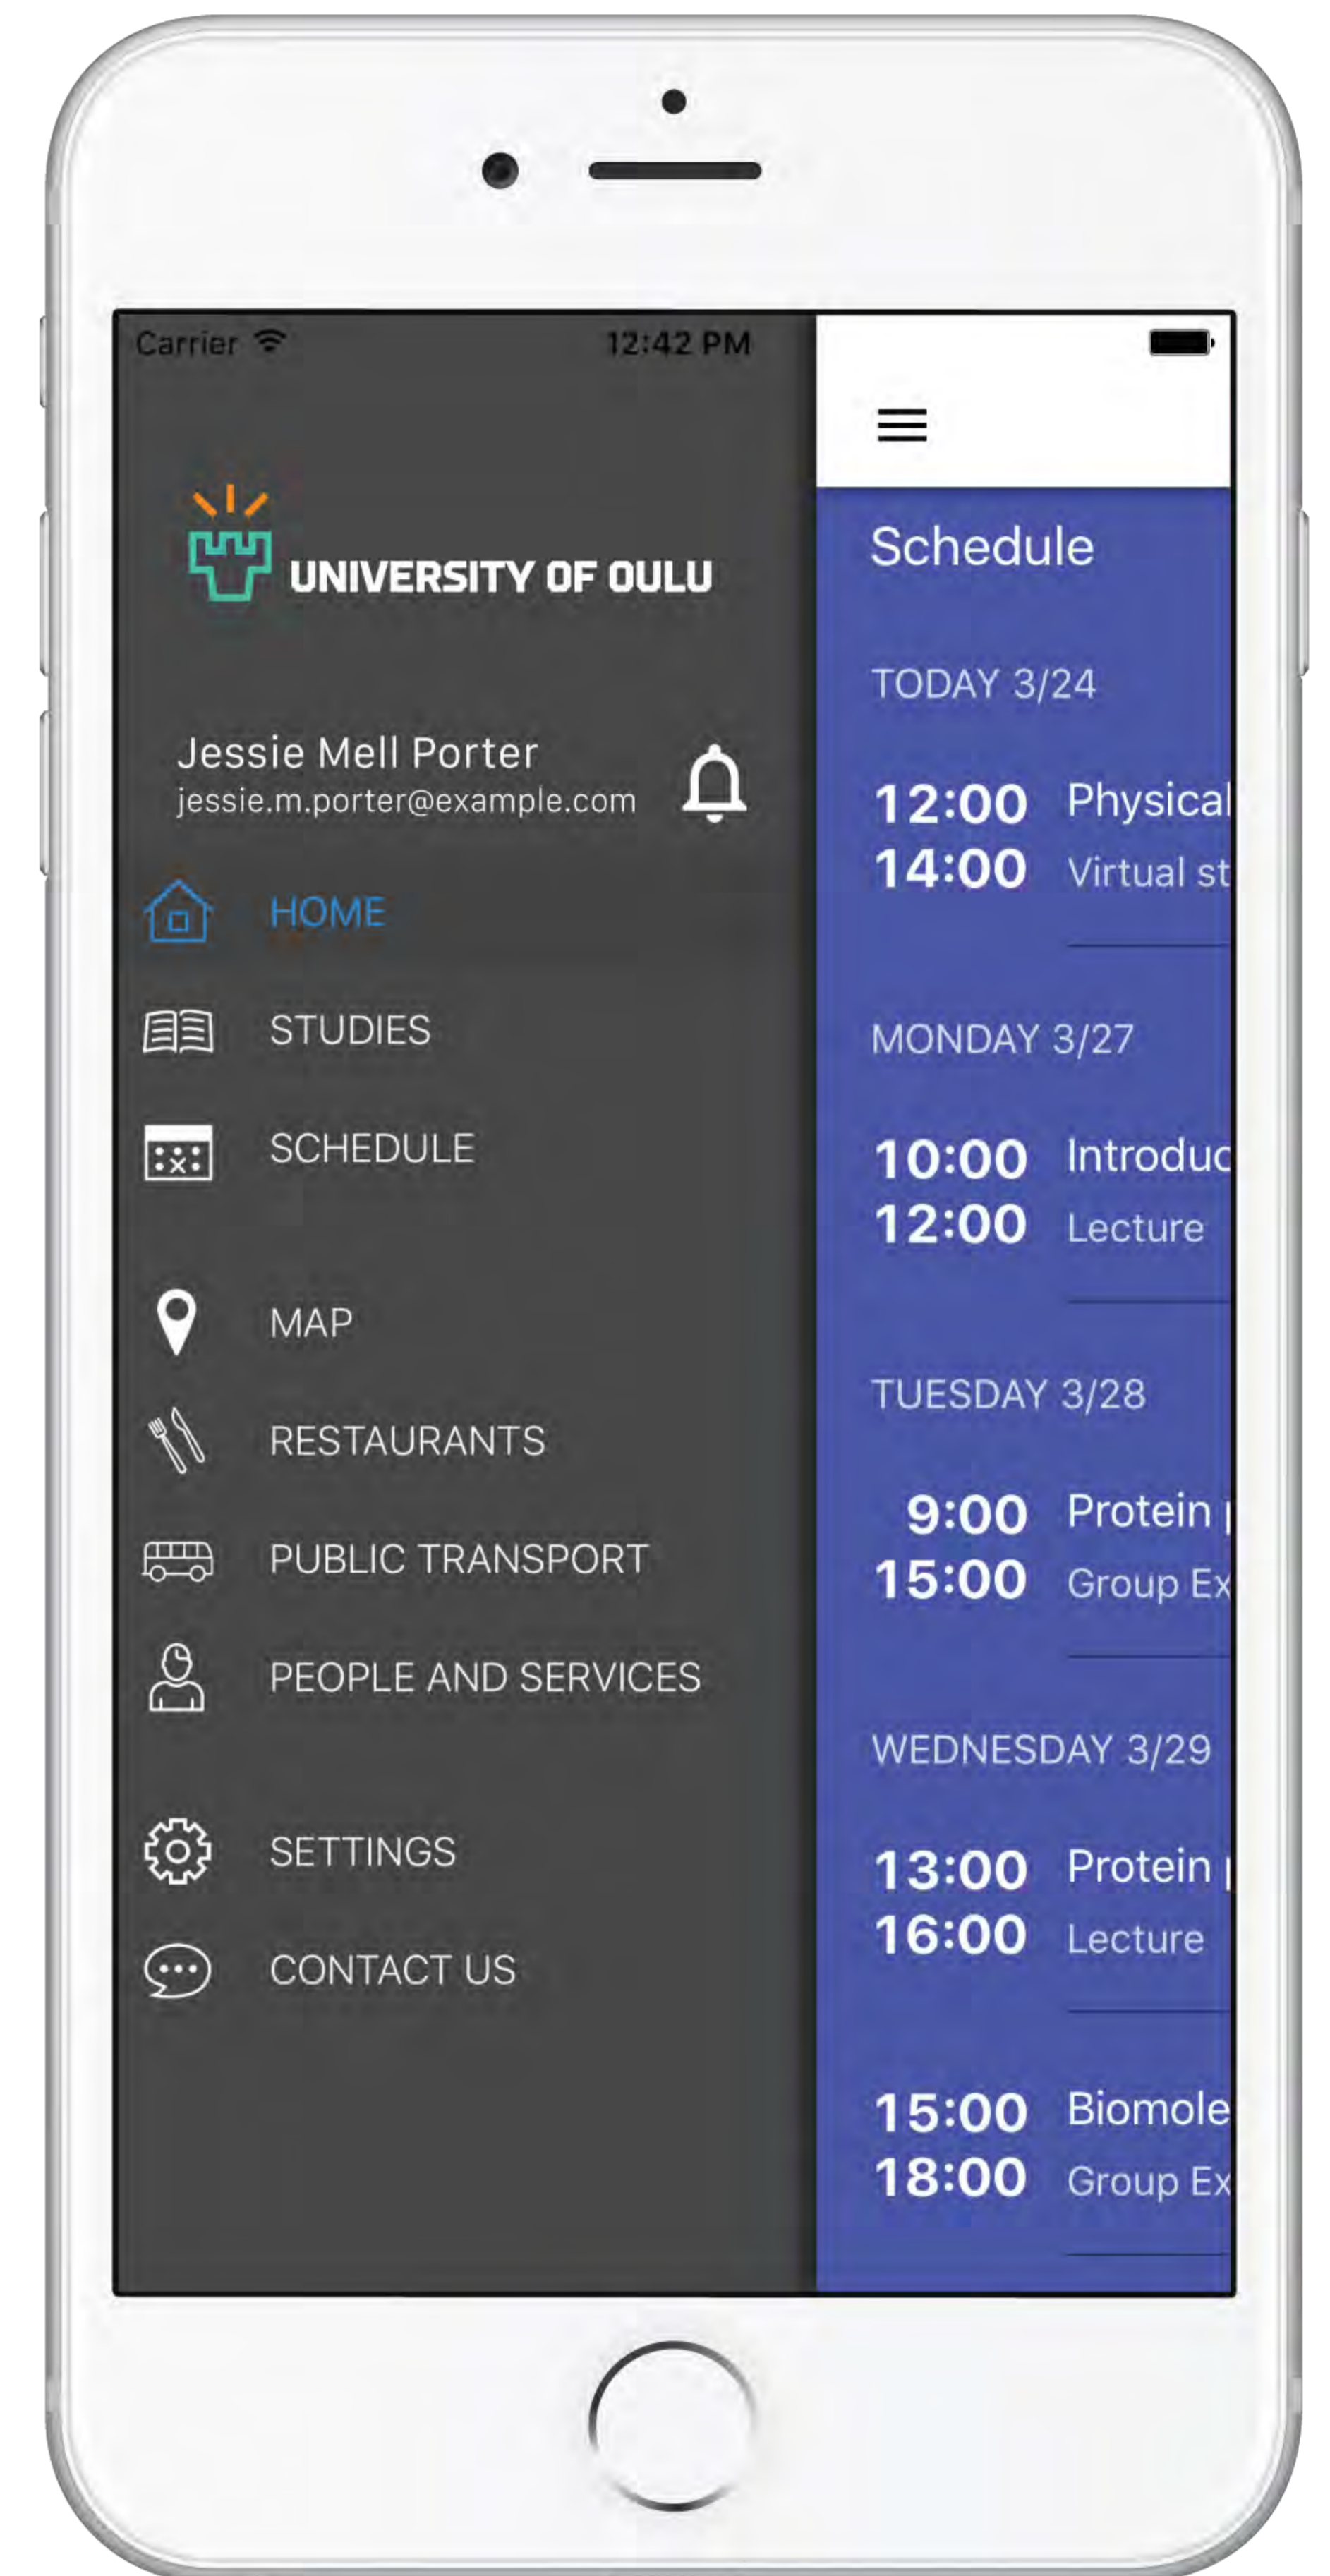 Carrier
12:42 PM
UNIVERSITY OF OULU
Jessie Mell Porter
jessie.m.porter@example.com
HOME
STUDIES
SCHEDULE
MAP
RESTAURANTS
PUBLIC TRANSPORT
PEOPLE AND SERVICES
SETTINGS
CONTACT US
Schedule
TODAY 3/24
12:00 Physical
14:00 Virtual st
MONDAY 3/27
10:00 Introduc
12:00 Lecture
TUESDAY 3/28
9:00 Protein
15:00 Group Ex
WEDNESDAY 3/29
13:00 Protein
16:00 Lecture
15:00 Biomole
18:00 Group Ex